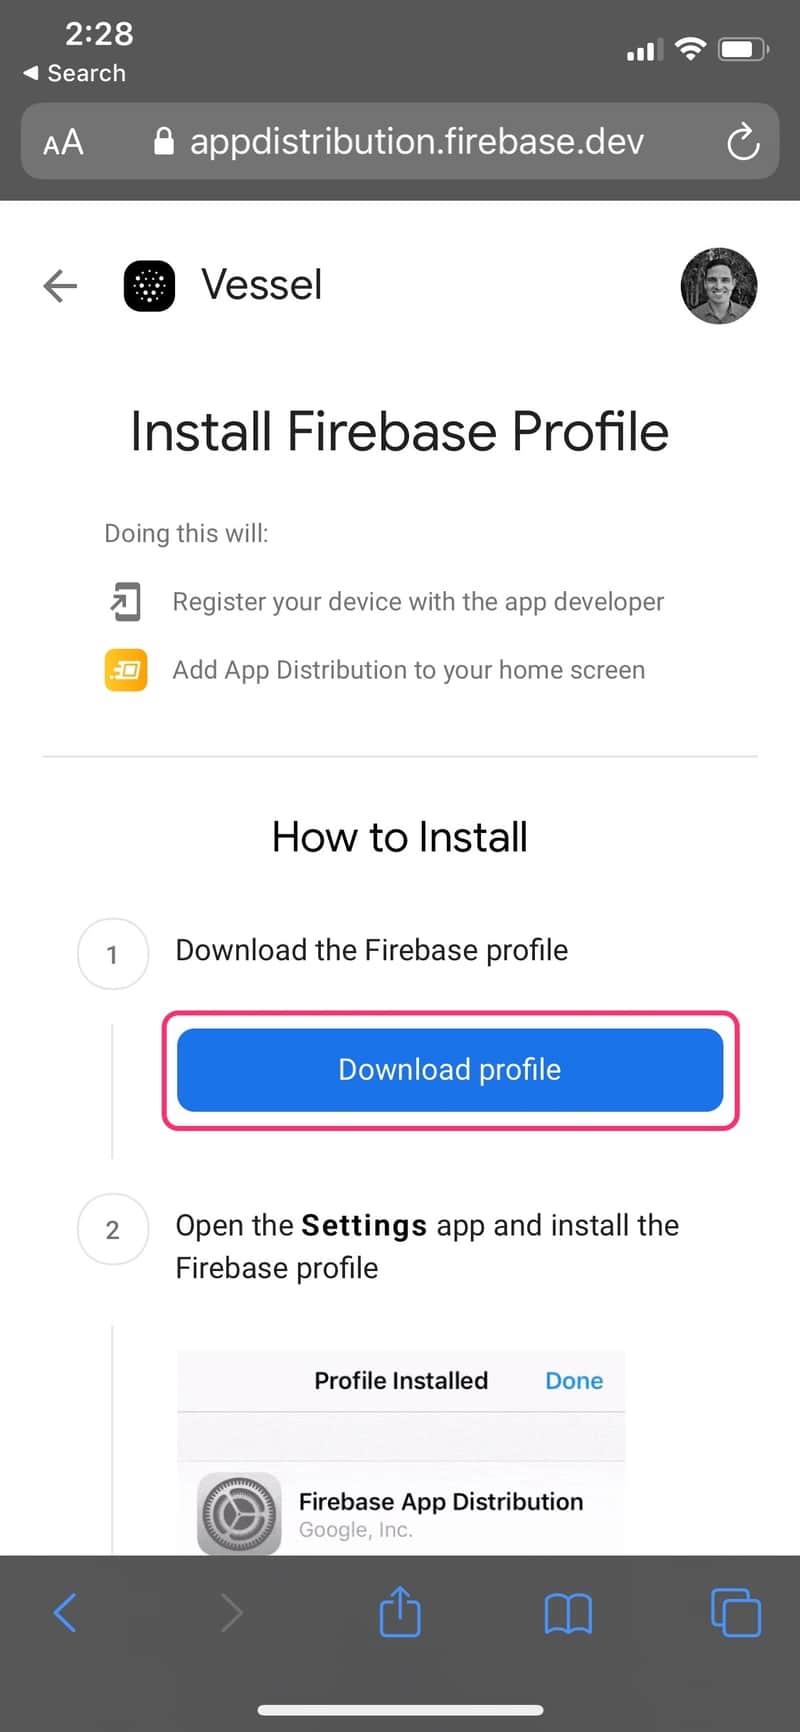 2:28
◀ Search
AA
appdistribution.firebase.dev
Vessel
Install Firebase Profile
Doing this will:
Register your device with the app developer
Add App Distribution to your home screen
How to Install
1
Download the Firebase profile
Download profile
2
Open the Settings app and install the
Firebase profile
Profile Installed
Done
Firebase App Distribution
Google, Inc.